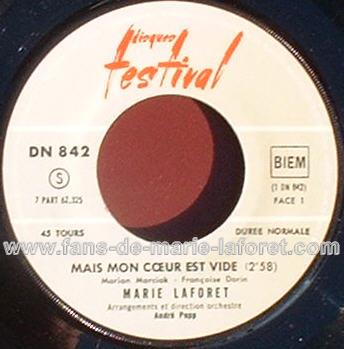 disques
festival
DN 842
S
7 PART 62.325
BIEM
(1 DN 842)
FACE 1
45 TOURS
DURÉE NORMALE
www.fans-de-marie-laforet.com
MAIS MON CŒUR EST VIDE (2'58)
Marion Marciak - Françoise Dorin
MARIE LAFORET
Arrangements et direction orchestre
André Popp